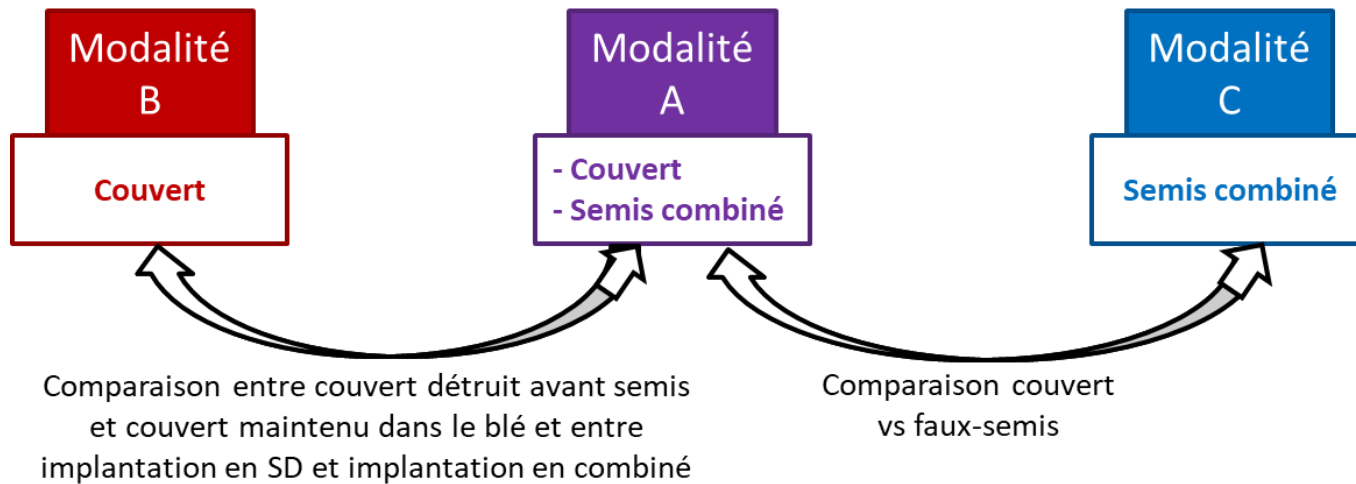 Modalité
B
Couvert
Modalité
A
- Couvert
- Semis combiné
Modalité
C
Semis combiné
Comparaison entre couvert détruit avant semis
et couvert maintenu dans le blé et entre
implantation en SD et implantation en combiné
Comparaison couvert
vs faux-semis